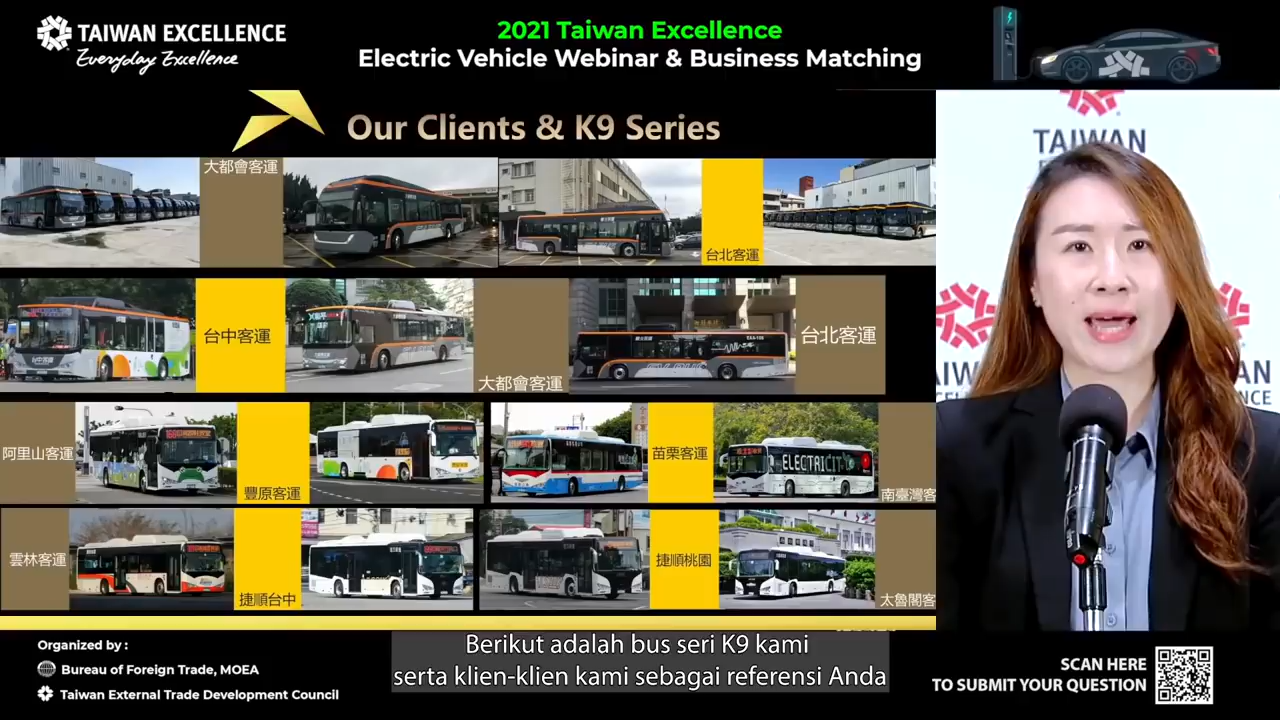 TAIWAN EXCELLENCE
Everyday Excellence
2021 Taiwan Excellence
Electric Vehicle Webinar & Business Matching
Our Clients & K9 Series
大都會客運
台北客運
台中客運
大都會客運
台北客運
阿里山客運
豐原客運
苗栗客運
ELECTRICITY
南臺灣客
雲林客運
捷順台中
捷順桃園
太魯閣客
TAIWAN
Berikut adalah bus seri K9 kami
serta klien-klien kami sebagai referensi Anda
Organized by :
Bureau of Foreign Trade, MOEA
Taiwan External Trade Development Council
SCAN HERE
TO SUBMIT YOUR QUESTION